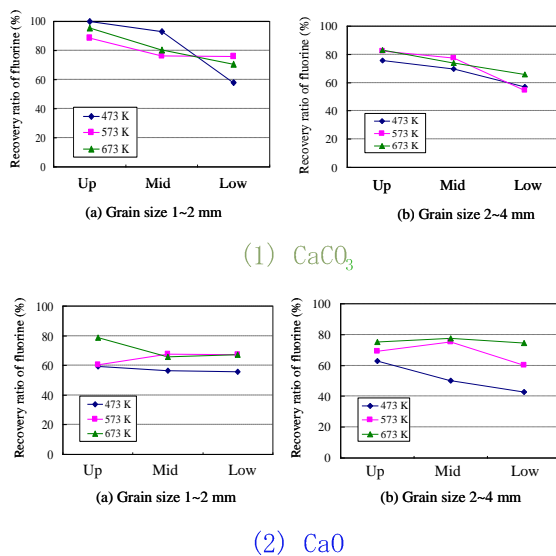 Recovery ratio of fluorine (%)
100
80
60
40
20
0
473 K
573 K
673 K
Up Mid Low
(a) Grain size 1~2 mm
Recovery ratio of fluorine (%)
100
80
60
40
20
0
473 K
573 K
673 K
Up Mid Low
(b) Grain size 2~4 mm
(1) CaCO₃
Recovery ratio of fluorine (%)
100
80
60
40
20
0
473 K
573 K
673 K
Up Mid Low
(a) Grain size 1~2 mm
Recovery ratio of fluorine (%)
100
80
60
40
20
0
473 K
573 K
673 K
Up Mid Low
(b) Grain size 2~4 mm
(2) CaO